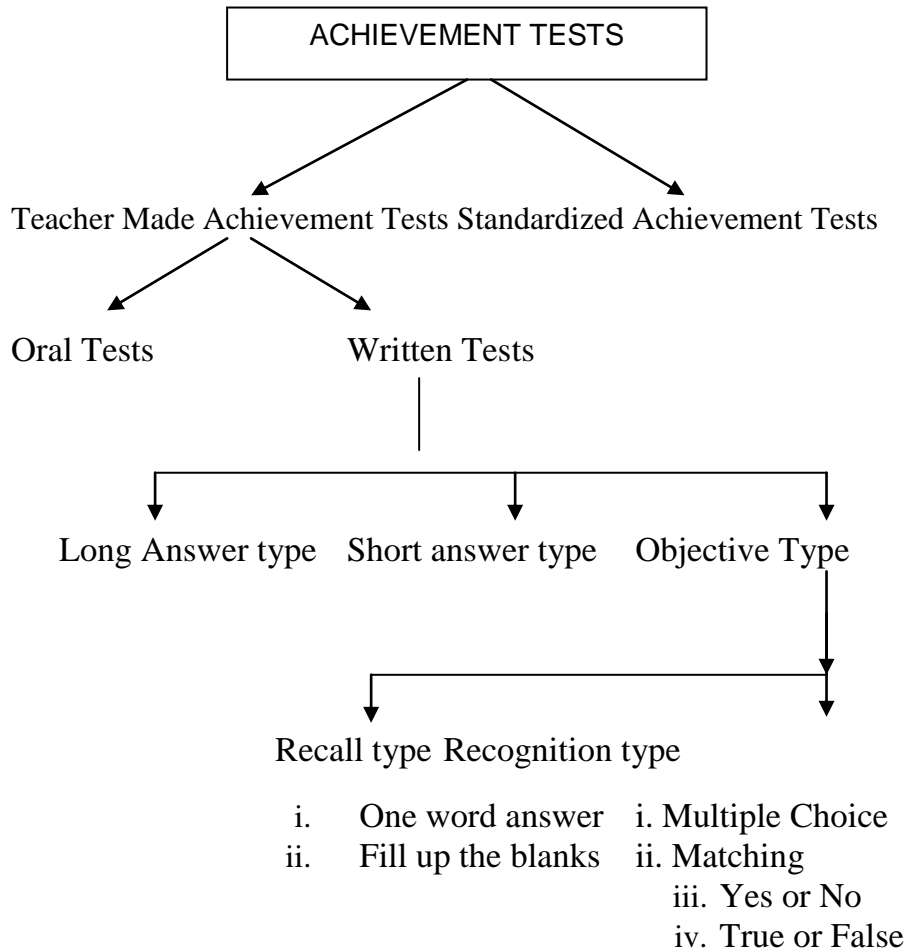 ACHIEVEMENT TESTS
Teacher Made Achievement Tests Standardized Achievement Tests
Oral Tests Written Tests
Long Answer type Short answer type Objective Type
Recall type Recognition type
i. One word answer i. Multiple Choice
ii. Fill up the blanks ii. Matching
iii. Yes or No
iv. True or False